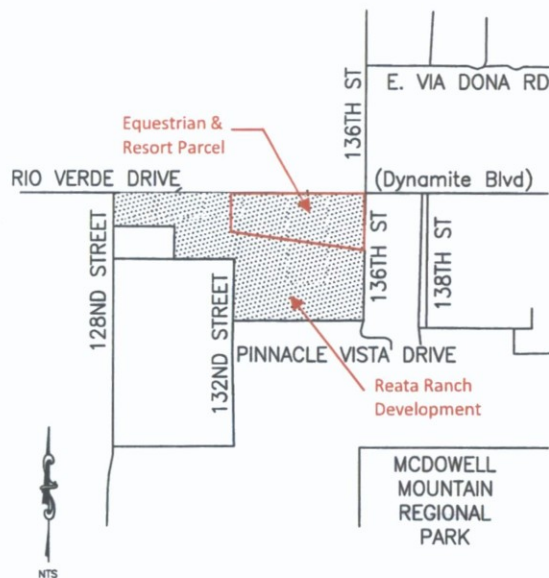 E. VIA DONA RD
136TH ST
Equestrian &
Resort Parcel
RIO VERDE DRIVE
(Dynamite Blvd)
128ND STREET
132ND STREET
136TH ST
138TH ST
PINNACLE VISTA DRIVE
Reata Ranch
Development
MCDOWELL
MOUNTAIN
REGIONAL
PARK
NTS